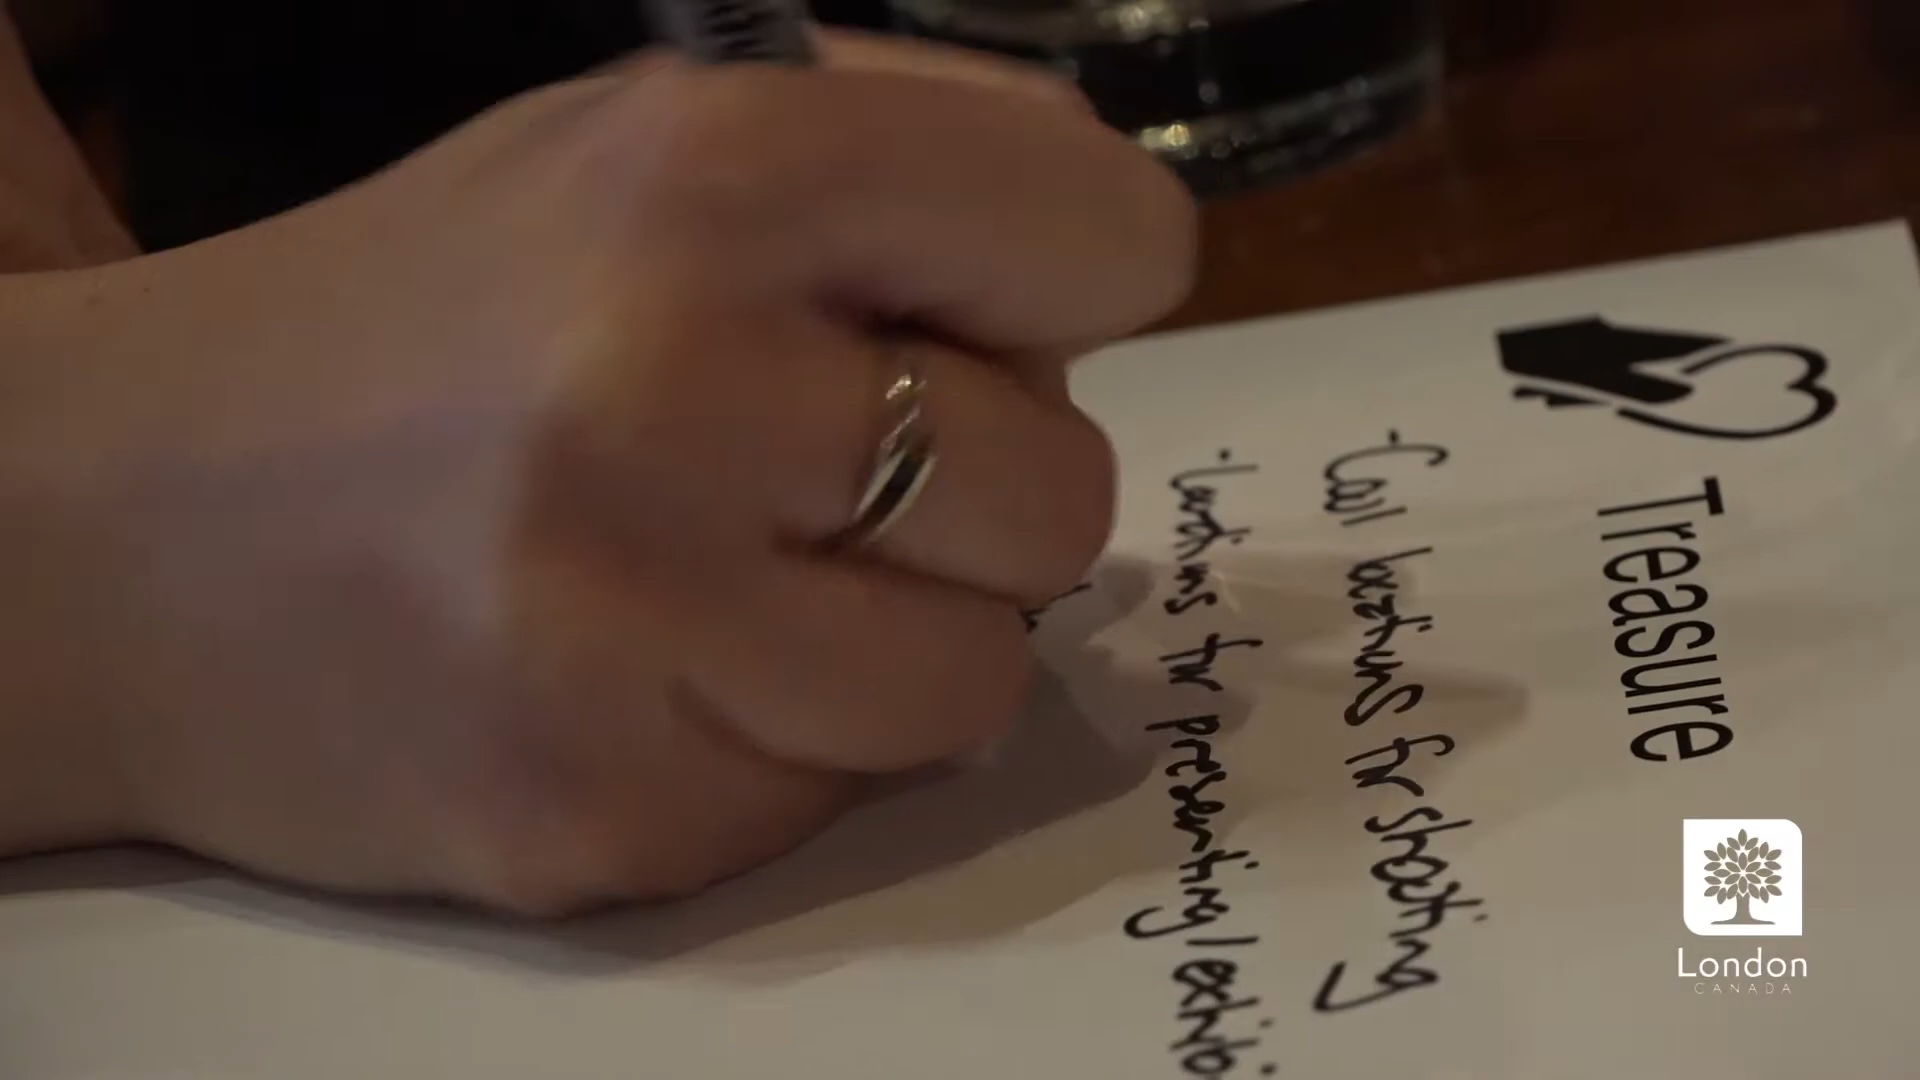 Treasure
-Cool locations for shooting
-Locations for presenting/exhibi
London
CANADA